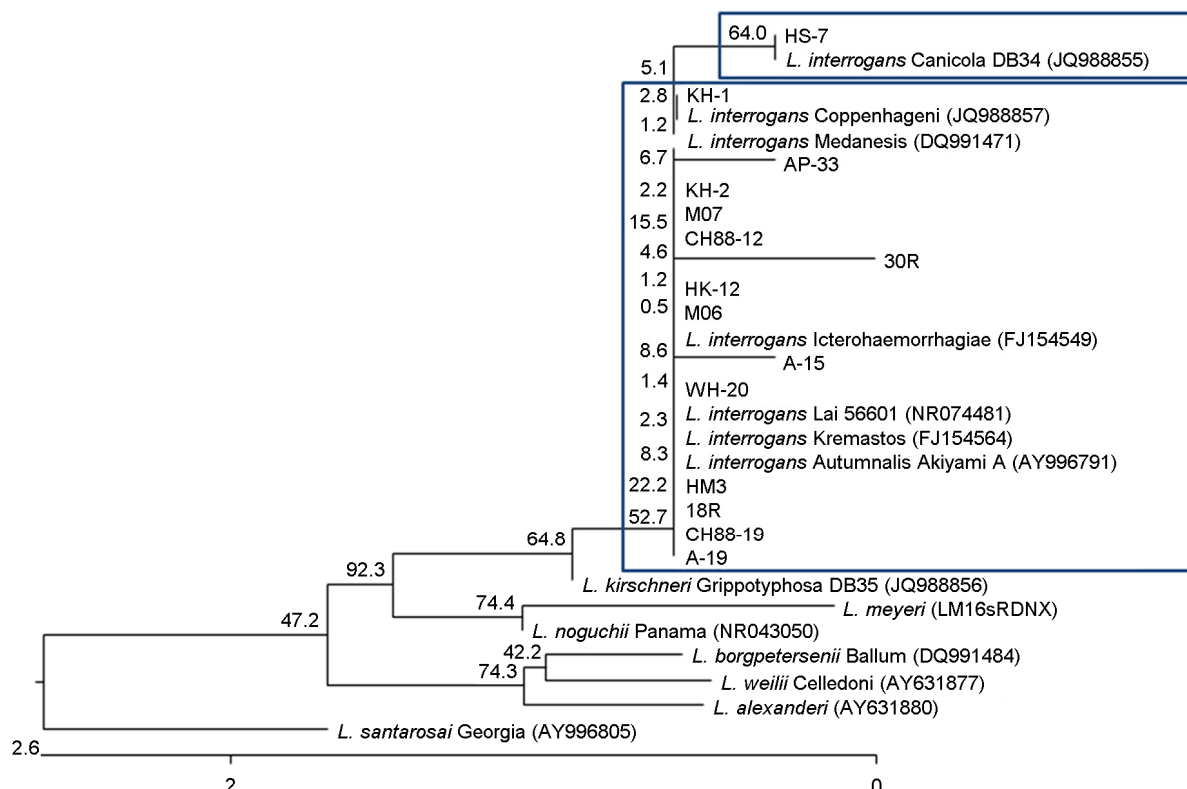 64.0
HS-7
L. interrogans Canicola DB34 (JQ988855)
5.1
2.8
KH-1
L. interrogans Coppenhageni (JQ988857)
1.2
L. interrogans Medanesis (DQ991471)
6.7
AP-33
2.2
KH-2
M07
15.5
CH88-12
4.6
30R
1.2
HK-12
0.5
M06
L. interrogans Icterohaemorrhagiae (FJ154549)
8.6
A-15
1.4
WH-20
L. interrogans Lai 56601 (NR074481)
2.3
L. interrogans Kremastos (FJ154564)
8.3
L. interrogans Autumnalis Akiyami A (AY996791)
22.2
HM3
18R
52.7
CH88-19
64.8
A-19
92.3
L. kirschneri Grippotyphosa DB35 (JQ988856)
74.4
L. meyeri (LM16sRDNX)
47.2
L. noguchii Panama (NR043050)
42.2
L. borgpetersenii Ballum (DQ991484)
74.3
L. weilii Celledoni (AY631877)
L. alexanderi (AY631880)
L. santarosai Georgia (AY996805)
2.6
2 0